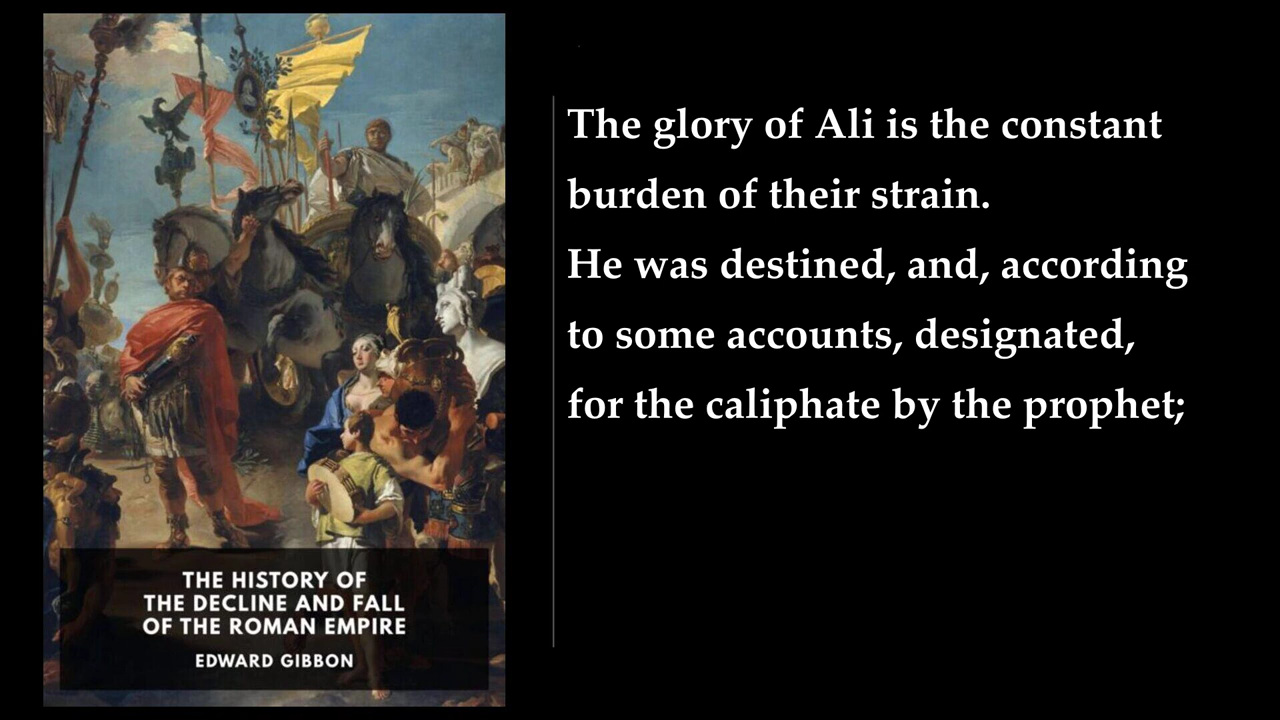 The glory of Ali is the constant
burden of their strain.
He was destined, and, according
to some accounts, designated,
for the caliphate by the prophet;
THE HISTORY OF
THE DECLINE AND FALL
OF THE ROMAN EMPIRE
EDWARD GIBBON